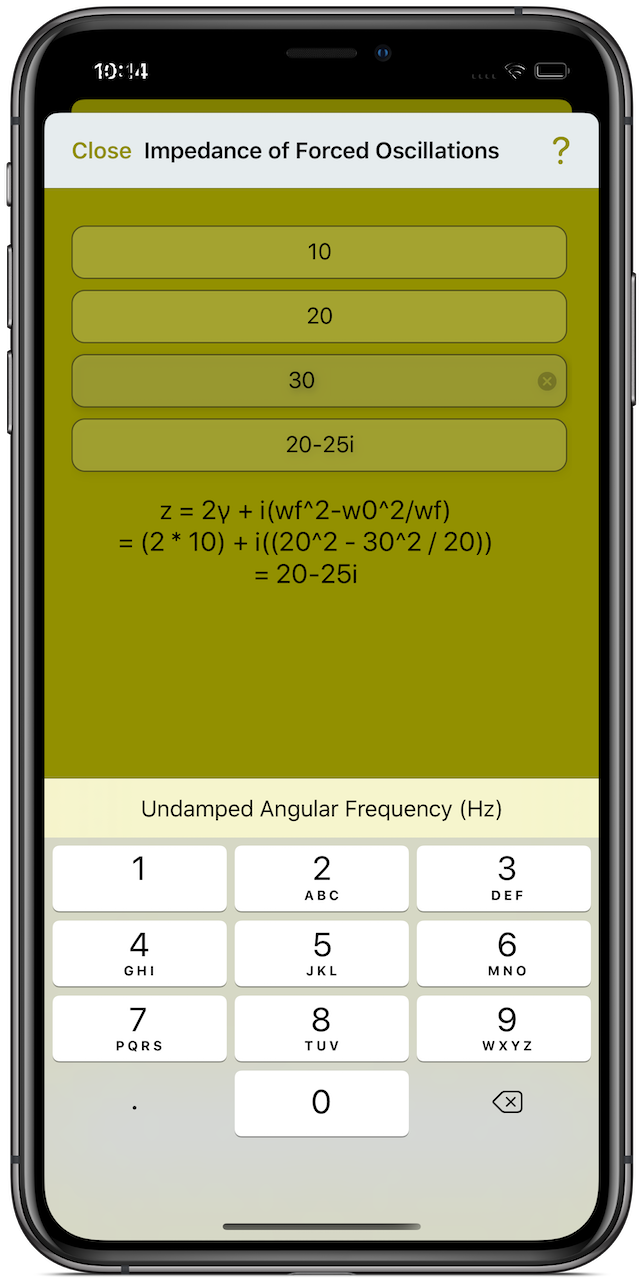 10:14
Close Impedance of Forced Oscillations ?
10
20
30
20-25i
z = 2γ + i(wf^2-w0^2/wf)
= (2 * 10) + i((20^2 - 30^2 / 20))
= 20-25i
Undamped Angular Frequency (Hz)
1 2 3
ABC DEF
4 5 6
GHI JKL MNO
7 8 9
PQRS TUV WXYZ
. 0